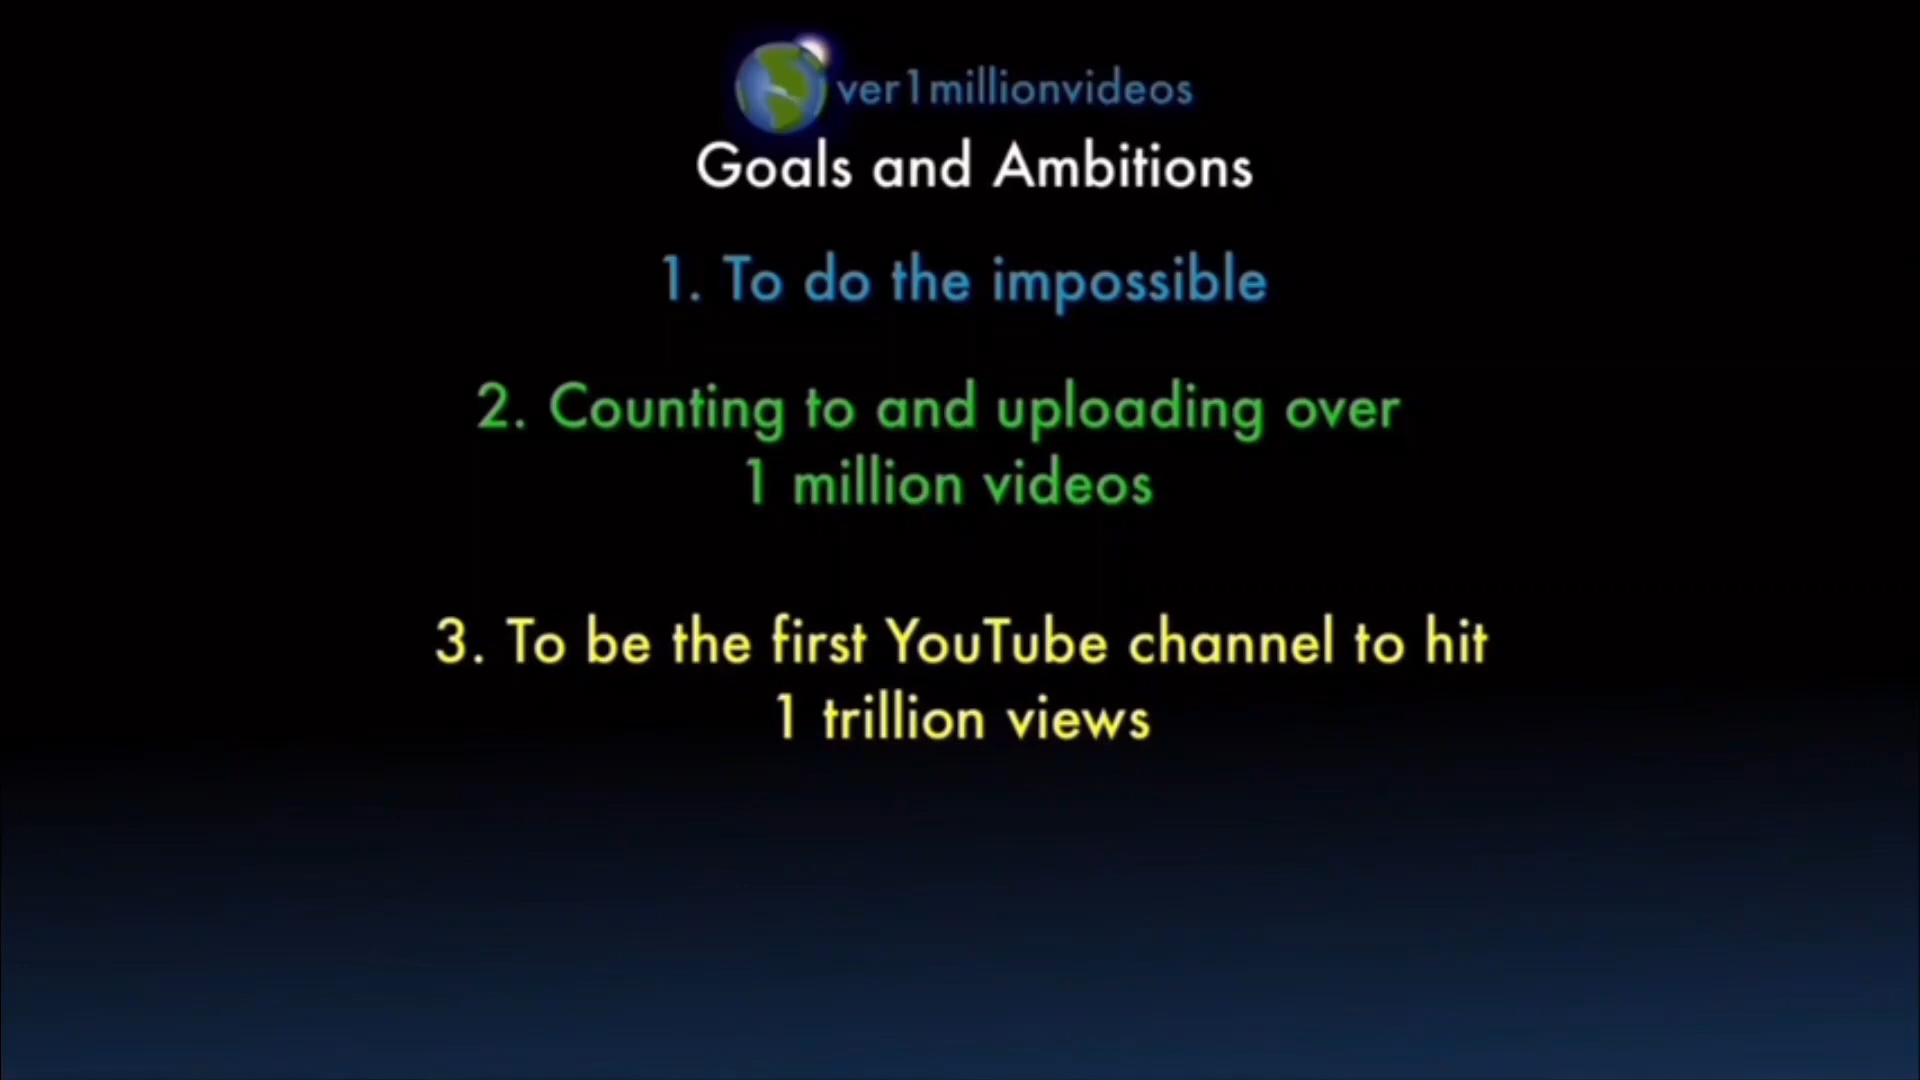 ver1millionvideos
Goals and Ambitions
1. To do the impossible
2. Counting to and uploading over
1 million videos
3. To be the first YouTube channel to hit
1 trillion views